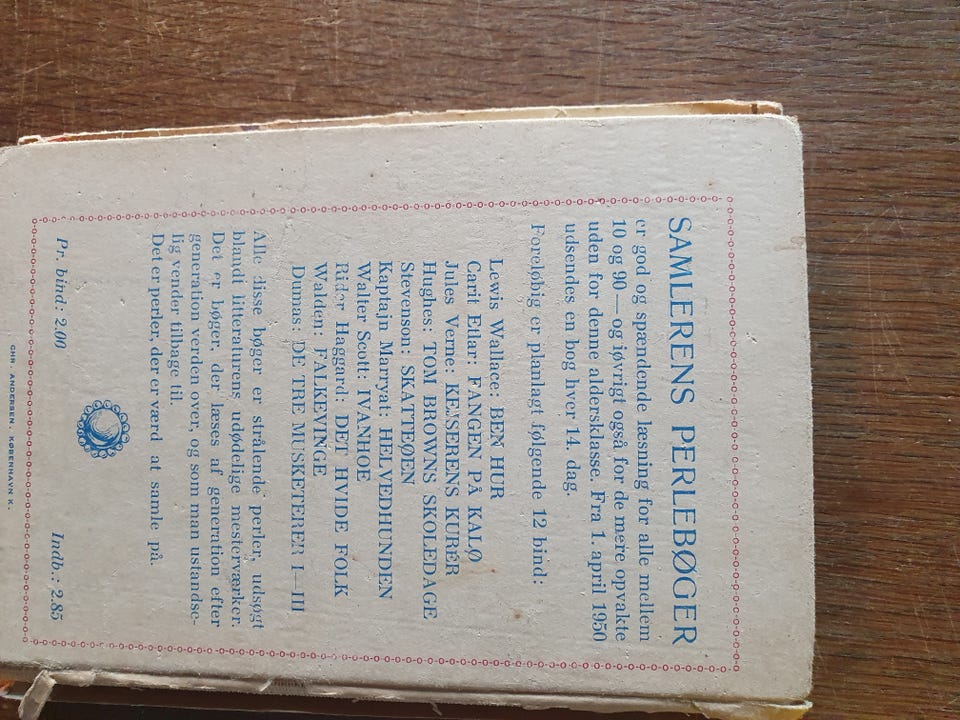 SAMLERENS PERLEBØGER
er god og spændende læsning for alle mellem
10 og 90 — og iøvrigt også for de mere opvakte
uden for denne aldersklasse. Fra 1. april 1950
udsendes en bog hver 14. dag.
Foreløbig er planlagt følgende 12 bind:
Lewis Wallace: BEN HUR
Carit Etlar: FANGEN PÅ KALØ
Jules Verne: KEJSERENS KURÉR
Hughes: TOM BROWNS SKOLEDAGE
Stevenson: SKATTEØEN
Kaptajn Marryat: HELVEDHUNDEN
Walter Scott: IVANHOE
Rider Haggard: DET HVIDE FOLK
Walden: FALKEVINGE
Dumas: DE TRE MUSKETERER I—III
Alle disse bøger er strålende perler, udsøgt
blandt litteraturens udødelige mesterværker.
Det er bøger, der læses af generation efter
generation verden over, og som man ustandse-
lig vender tilbage til.
Det er perler, der er værd at samle på.
Pr. bind: 2.00 Indb.: 2.85
CHR. ANDERSEN. KØBENHAVN K.